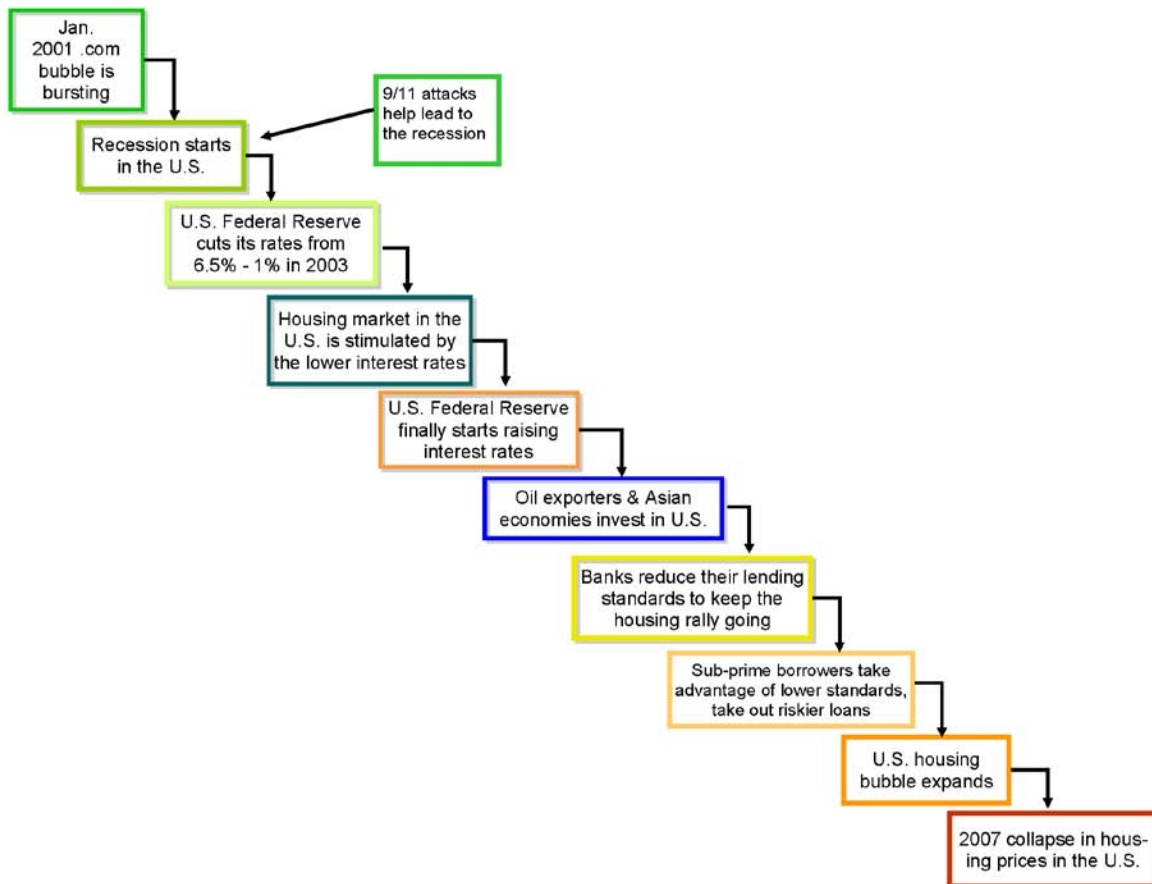 Jan.
2001 .com
bubble is
bursting
9/11 attacks
help lead to
the recession
Recession starts
in the U.S.
U.S. Federal Reserve
cuts its rates from
6.5% - 1% in 2003
Housing market in the
U.S. is stimulated by
the lower interest rates
U.S. Federal Reserve
finally starts raising
interest rates
Oil exporters & Asian
economies invest in U.S.
Banks reduce their lending
standards to keep the
housing rally going
Sub-prime borrowers take
advantage of lower standards,
take out riskier loans
U.S. housing
bubble expands
2007 collapse in hous-
ing prices in the U.S.